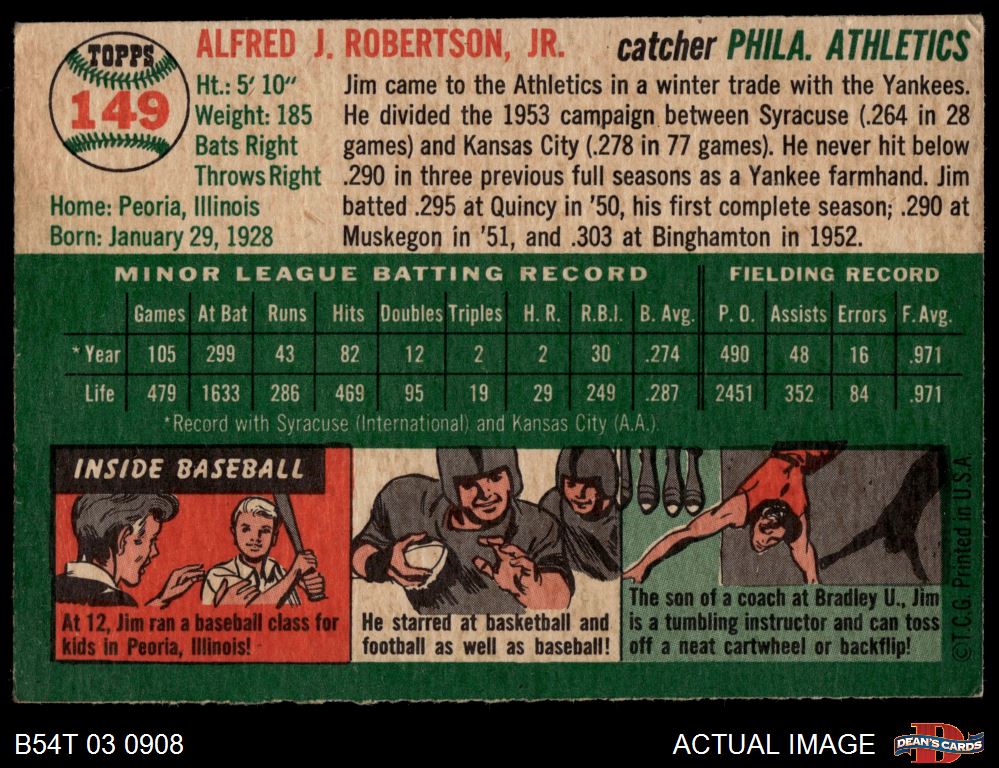 TOPPS
149
ALFRED J. ROBERTSON, JR. catcher PHILA. ATHLETICS
Ht.: 5' 10"
Weight: 185
Bats Right
Throws Right
Home: Peoria, Illinois
Born: January 29, 1928
Jim came to the Athletics in a winter trade with the Yankees.
He divided the 1953 campaign between Syracuse (.264 in 28
games) and Kansas City (.278 in 77 games). He never hit below
.290 in three previous full seasons as a Yankee farmhand. Jim
batted .295 at Quincy in '50, his first complete season; .290 at
Muskegon in '51, and .303 at Binghamton in 1952.
MINOR LEAGUE BATTING RECORD FIELDING RECORD
Games At Bat Runs Hits Doubles Triples H. R. R.B.I. B. Avg. P. O. Assists Errors F. Avg.
* Year 105 299 43 82 12 2 2 30 .274 490 48 16 .971
Life 479 1633 286 469 95 19 29 249 .287 2451 352 84 .971
*Record with Syracuse (International) and Kansas City (A.A.).
INSIDE BASEBALL
At 12, Jim ran a baseball class for
kids in Peoria, Illinois!
He starred at basketball and
football as well as baseball!
The son of a coach at Bradley U., Jim
is a tumbling instructor and can toss
off a neat cartwheel or backflip!
© T.C.G. Printed in U.S.A.
B54T 03 0908
ACTUAL IMAGE
D
DEAN'S CARDS